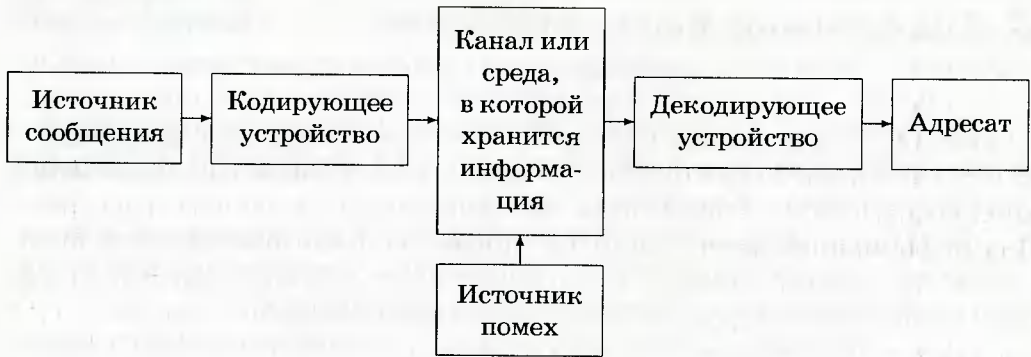 Источник
сообщения
Кодирующее
устройство
Канал или
среда,
в которой
хранится
информа-
ция
Декодирующее
устройство
Адресат
Источник
помех